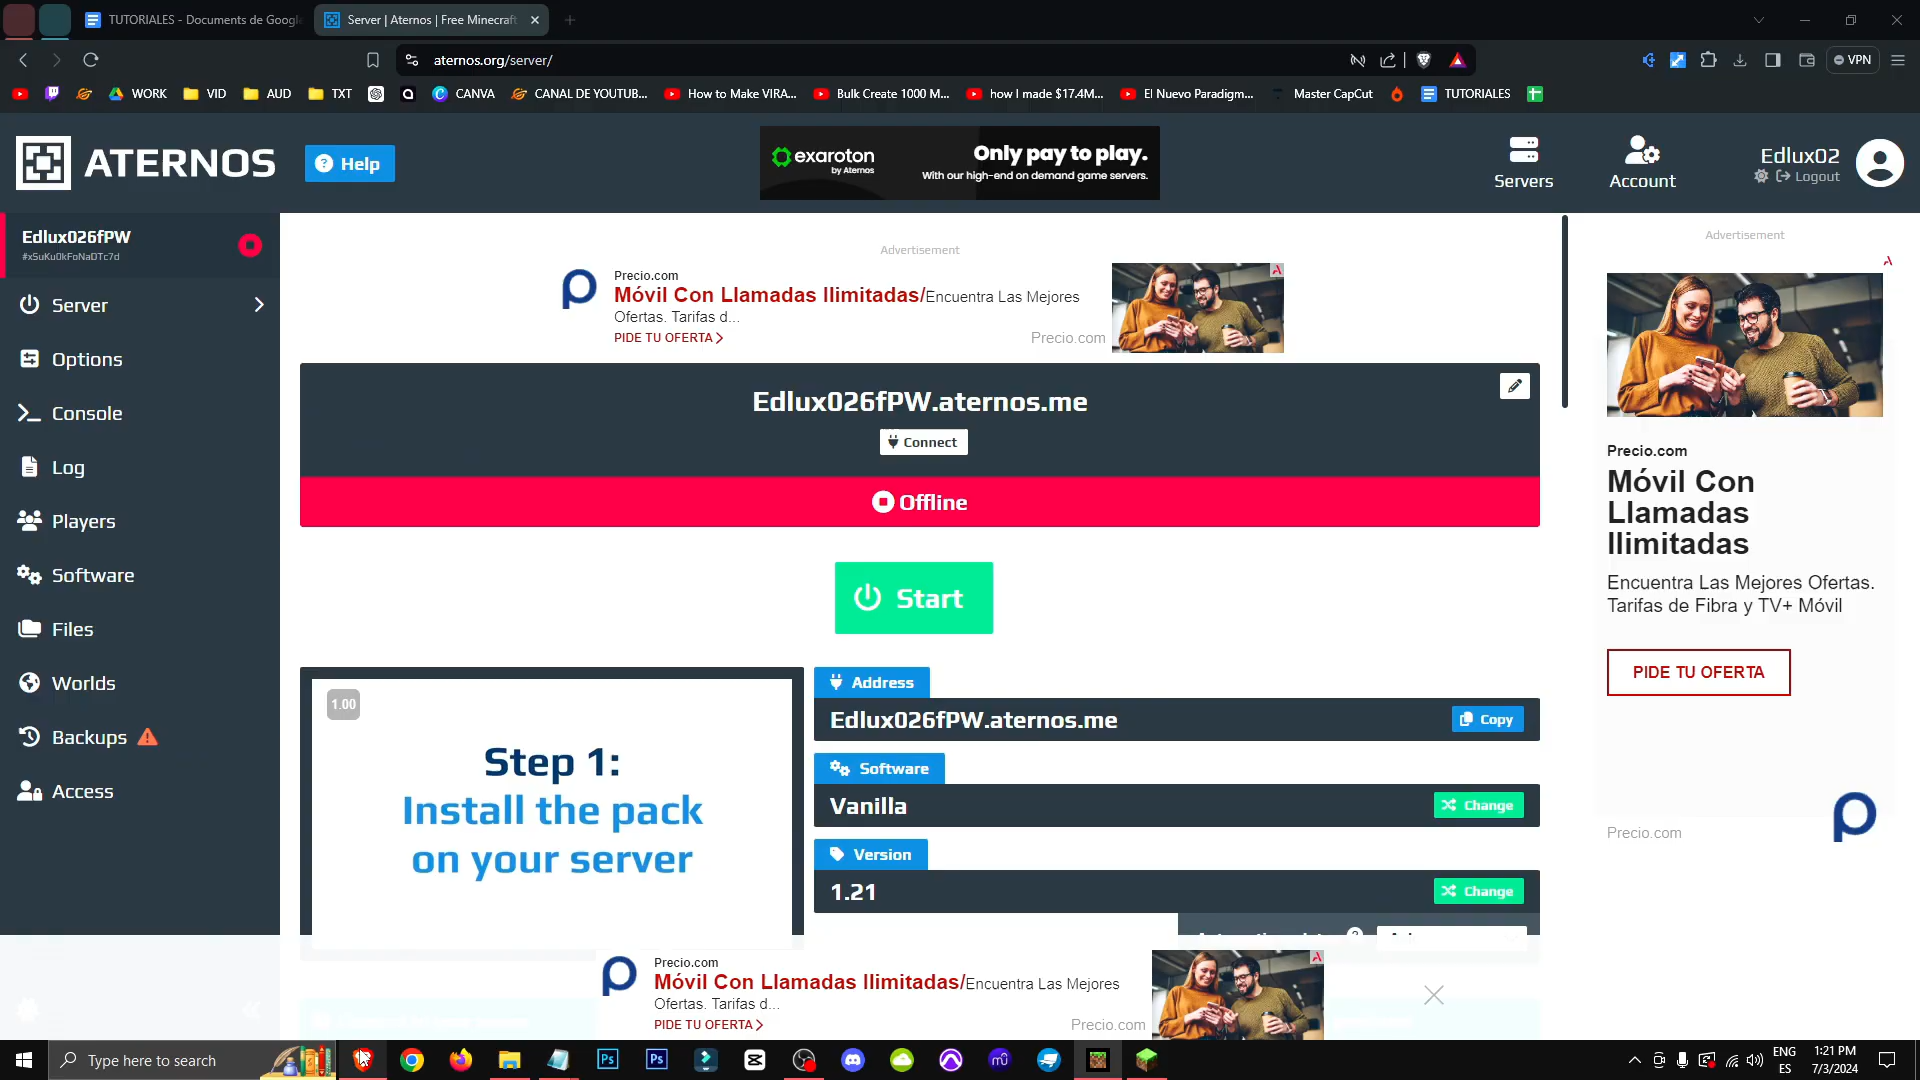 TUTORIALES - Documents de Googl
Server | Aternos | Free Minecraft
aternos.org/server/
VPN
WORK
VID
AUD
TXT
CANVA
CANAL DE YOUTUB...
How to Make VIRA...
Bulk Create 1000 M...
how I made $17.4M...
El Nuevo Paradigm...
Master CapCut
TUTORIALES
ATERNOS
Help
exaroton
by Aternos
Only pay to play.
With our high-end on demand game servers.
Servers
Account
Edlux02
Logout
Edlux026fPW
#xSuKu0kFoNaDTc7d
Server
Options
Console
Log
Players
Software
Files
Worlds
Backups
Access
Advertisement
Precio.com
Móvil Con Llamadas Ilimitadas/Encuentra Las Mejores
Ofertas. Tarifas d...
PIDE TU OFERTA
Precio.com
Edlux026fPW.aternos.me
Connect
Offline
Start
1.00
Step 1:
Install the pack
on your server
Address
Edlux026fPW.aternos.me
Copy
Software
Vanilla
Change
Version
1.21
Change
Advertisement
Precio.com
Móvil Con
Llamadas
Ilimitadas
Encuentra Las Mejores Ofertas.
Tarifas de Fibra y TV+ Móvil
PIDE TU OFERTA
Precio.com
Precio.com
Móvil Con Llamadas Ilimitadas/Encuentra Las Mejores
Ofertas. Tarifas d...
PIDE TU OFERTA
Precio.com
Type here to search
Ps
Ps
ENG
ES
1:21 PM
7/3/2024